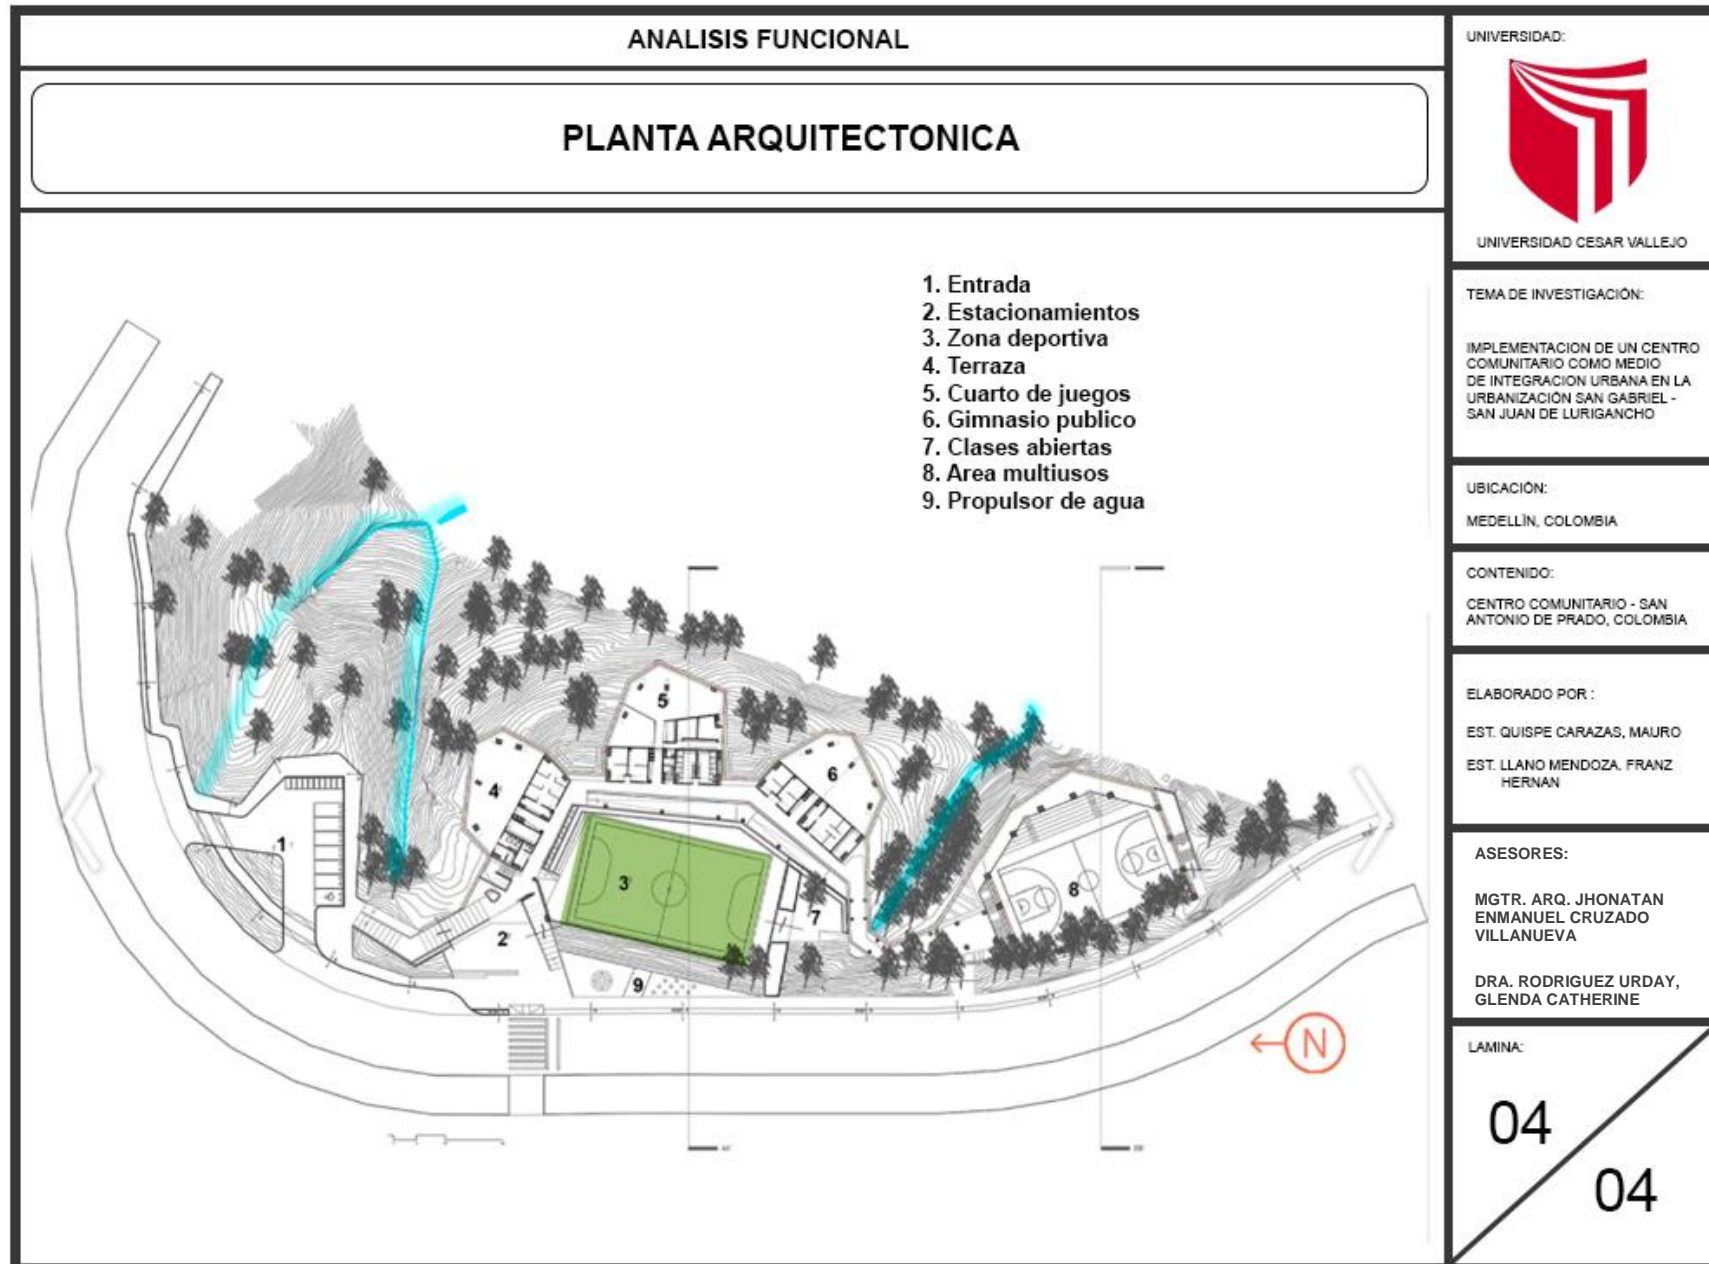 ANALISIS FUNCIONAL
PLANTA ARQUITECTONICA
1. Entrada
2. Estacionamientos
3. Zona deportiva
4. Terraza
5. Cuarto de juegos
6. Gimnasio publico
7. Clases abiertas
8. Area multiusos
9. Propulsor de agua
5
4
6
1
3
8
7
2
9
N
UNIVERSIDAD:
UNIVERSIDAD CESAR VALLEJO
TEMA DE INVESTIGACIÓN:
IMPLEMENTACION DE UN CENTRO
COMUNITARIO COMO MEDIO
DE INTEGRACION URBANA EN LA
URBANIZACIÓN SAN GABRIEL -
SAN JUAN DE LURIGANCHO
UBICACIÓN:
MEDELLÌN, COLOMBIA
CONTENIDO:
CENTRO COMUNITARIO - SAN
ANTONIO DE PRADO, COLOMBIA
ELABORADO POR :
EST. QUISPE CARAZAS, MAURO
EST. LLANO MENDOZA. FRANZ
HERNAN
ASESORES:
MGTR. ARQ. JHONATAN
ENMANUEL CRUZADO
VILLANUEVA
DRA. RODRIGUEZ URDAY,
GLENDA CATHERINE
LAMINA:
04
04